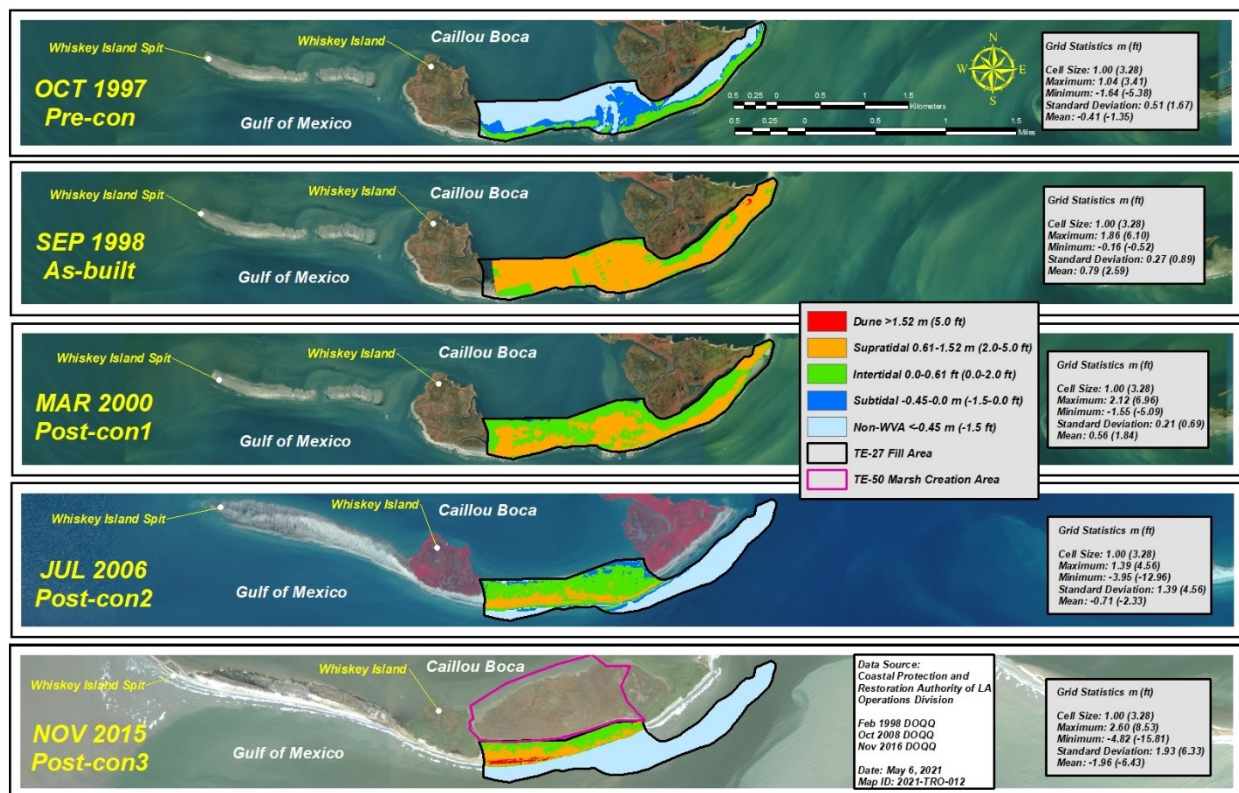 Whiskey Island Spit
Whiskey Island
Caillou Boca
OCT 1997
Pre-con
Gulf of Mexico
N
W E
S
0.5 0.25 0 0.5 1 1.5
Kilometers
0.5 0.25 0 0.5 1 1.5
Miles
Grid Statistics m (ft)
Cell Size: 1.00 (3.28)
Maximum: 1.04 (3.41)
Minimum: -1.64 (-5.38)
Standard Deviation: 0.51 (1.67)
Mean: -0.41 (-1.35)
Whiskey Island Spit
Whiskey Island
Caillou Boca
SEP 1998
As-built
Gulf of Mexico
Grid Statistics m (ft)
Cell Size: 1.00 (3.28)
Maximum: 1.86 (6.10)
Minimum: -0.16 (-0.52)
Standard Deviation: 0.27 (0.89)
Mean: 0.79 (2.59)
Dune >1.52 m (5.0 ft)
Supratidal 0.61-1.52 m (2.0-5.0 ft)
Intertidal 0.0-0.61 ft (0.0-2.0 ft)
Subtidal -0.45-0.0 m (-1.5-0.0 ft)
Non-WVA <-0.45 m (-1.5 ft)
TE-27 Fill Area
TE-50 Marsh Creation Area
Whiskey Island Spit
Whiskey Island
Caillou Boca
MAR 2000
Post-con1
Gulf of Mexico
Grid Statistics m (ft)
Cell Size: 1.00 (3.28)
Maximum: 2.12 (6.96)
Minimum: -1.55 (-5.09)
Standard Deviation: 0.21 (0.69)
Mean: 0.56 (1.84)
Whiskey Island Spit
Whiskey Island
Caillou Boca
JUL 2006
Post-con2
Gulf of Mexico
Grid Statistics m (ft)
Cell Size: 1.00 (3.28)
Maximum: 1.39 (4.56)
Minimum: -3.95 (-12.96)
Standard Deviation: 1.39 (4.56)
Mean: -0.71 (-2.33)
Whiskey Island Spit
Whiskey Island
Caillou Boca
NOV 2015
Post-con3
Gulf of Mexico
Data Source:
Coastal Protection and
Restoration Authority of LA
Operations Division
Feb 1998 DOQQ
Oct 2008 DOQQ
Nov 2016 DOQQ
Date: May 6, 2021
Map ID: 2021-TRO-012
Grid Statistics m (ft)
Cell Size: 1.00 (3.28)
Maximum: 2.60 (8.53)
Minimum: -4.82 (-15.81)
Standard Deviation: 1.93 (6.33)
Mean: -1.96 (-6.43)